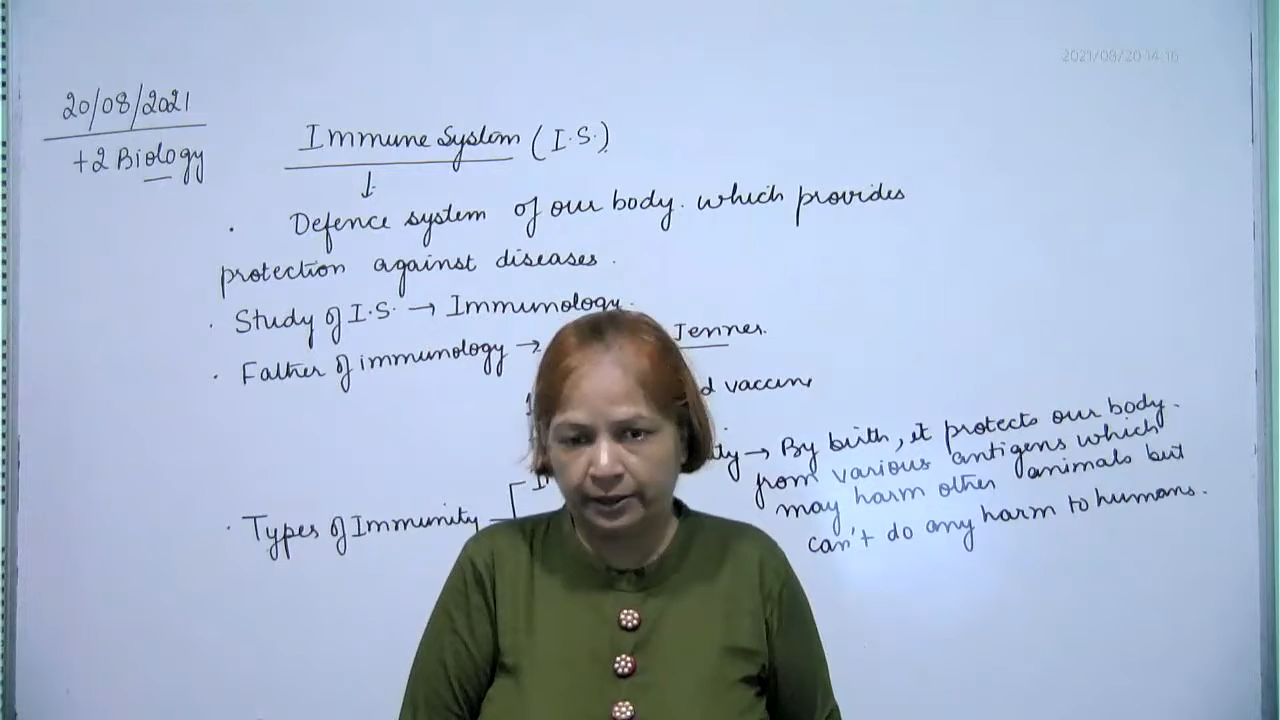 2021/08/20 14:16
20/08/2021
+2 Biology
Immune System (I.S.)
↓
· Defence system of our body. which provides
protection against diseases.
· Study of I.S. → Immunology.
· Father of immunology → Jenner.
vaccine
· Types of Immunity
→ By birth, it protects our body.
from various antigens which
may harm other animals but
can't do any harm to humans.